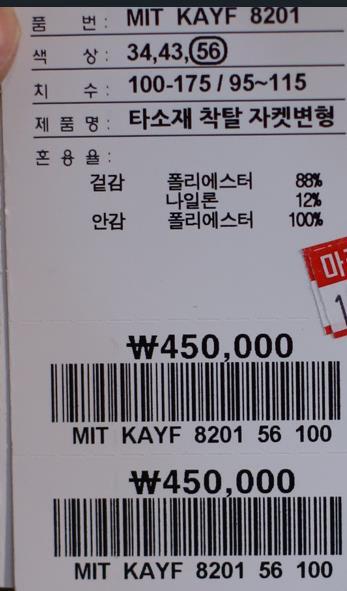 품 번 : MIT KAYF 8201
색 상 : 34,43,56
치 수 : 100-175 / 95~115
제 품 명 : 타소재 착탈 자켓변형
혼 용 율 :
겉감 폴리에스터 88%
나일론 12%
안감 폴리에스터 100%
₩450,000
MIT KAYF 8201 56 100
₩450,000
MIT KAYF 8201 56 100